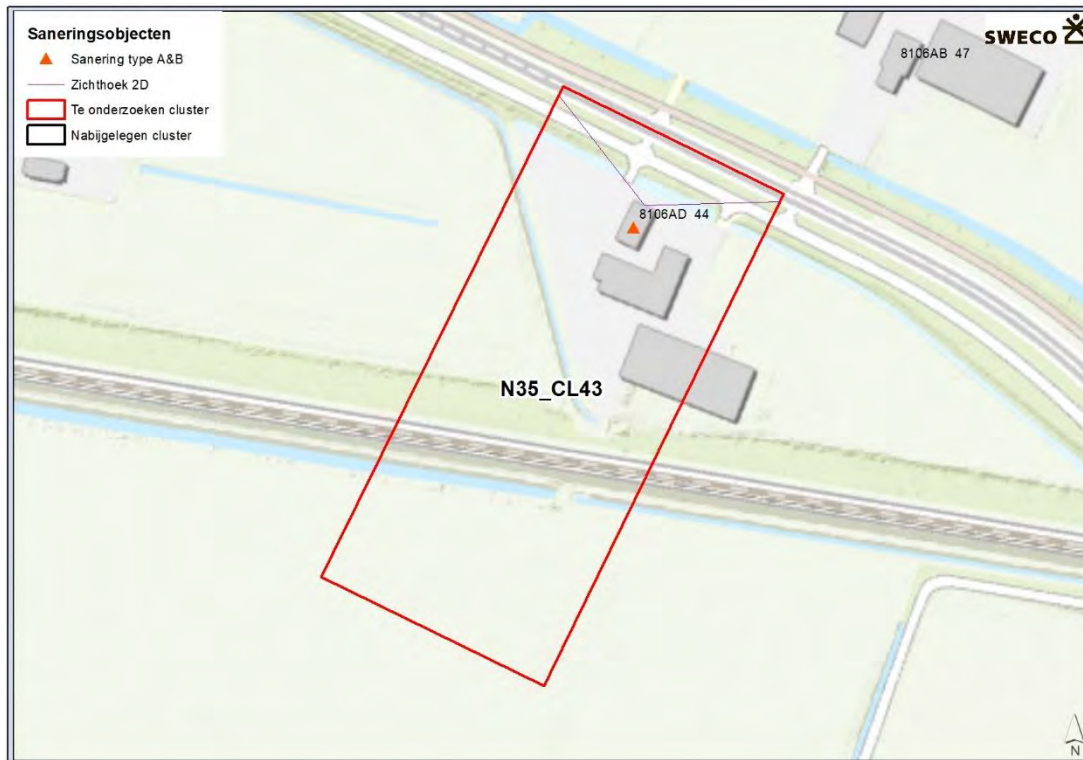 Saneringsobjecten
Sanering type A&B
Zichthoek 2D
Te onderzoeken cluster
Nabijgelegen cluster
SWECO
8106AB 47
8106AD 44
N35_CL43
N